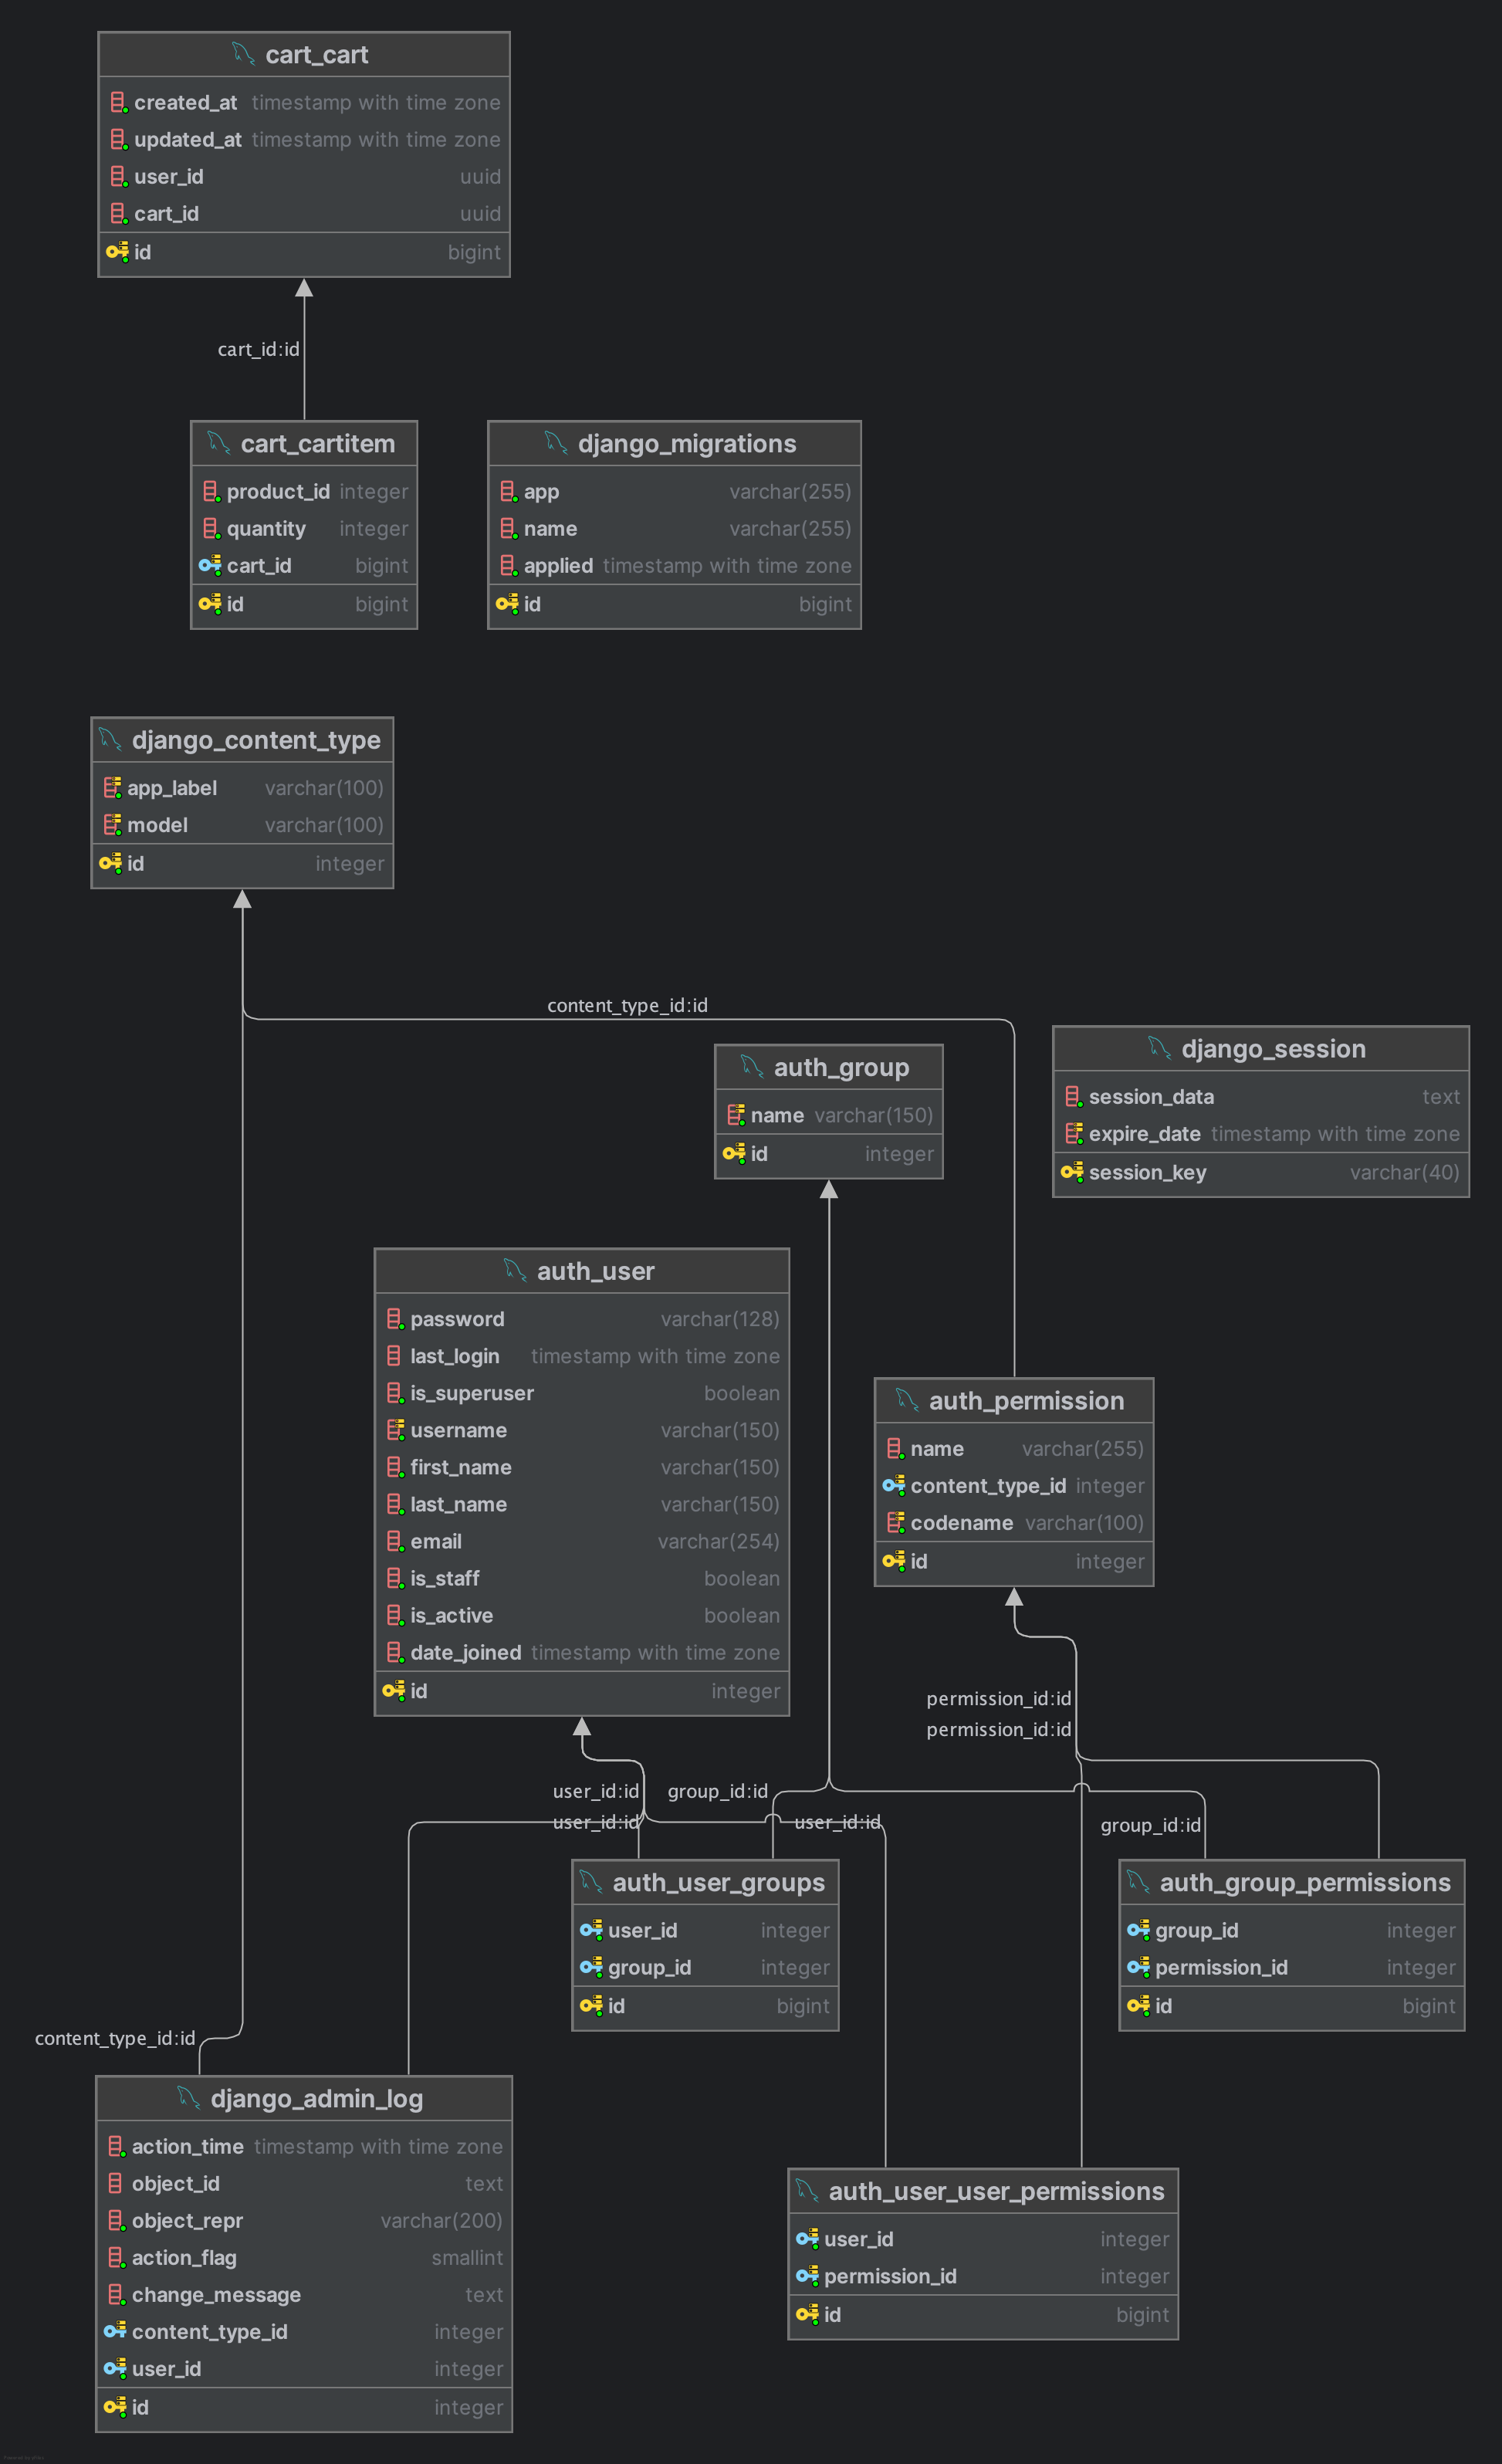 cart_cart
created_at timestamp with time zone
updated_at timestamp with time zone
user_id uuid
cart_id uuid
id bigint
cart_id:id
cart_cartitem
product_id integer
quantity integer
cart_id bigint
id bigint
django_migrations
app varchar(255)
name varchar(255)
applied timestamp with time zone
id bigint
django_content_type
app_label varchar(100)
model varchar(100)
id integer
content_type_id:id
auth_group
name varchar(150)
id integer
django_session
session_data text
expire_date timestamp with time zone
session_key varchar(40)
auth_user
password varchar(128)
last_login timestamp with time zone
is_superuser boolean
username varchar(150)
first_name varchar(150)
last_name varchar(150)
email varchar(254)
is_staff boolean
is_active boolean
date_joined timestamp with time zone
id integer
auth_permission
name varchar(255)
content_type_id integer
codename varchar(100)
id integer
permission_id:id
permission_id:id
user_id:id
group_id:id
user_id:id
user_id:id
group_id:id
auth_user_groups
user_id integer
group_id integer
id bigint
auth_group_permissions
group_id integer
permission_id integer
id bigint
content_type_id:id
django_admin_log
action_time timestamp with time zone
object_id text
object_repr varchar(200)
action_flag smallint
change_message text
content_type_id integer
user_id integer
id integer
auth_user_user_permissions
user_id integer
permission_id integer
id bigint